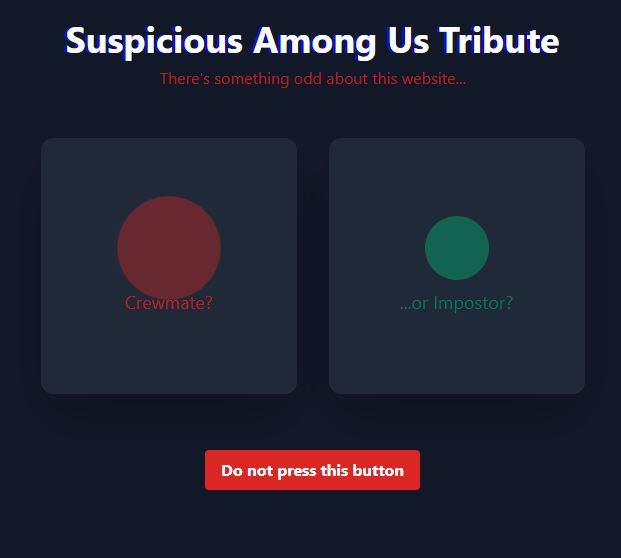 Suspicious Among Us Tribute
There's something odd about this website...
Crewmate?
...or Impostor?
Do not press this button